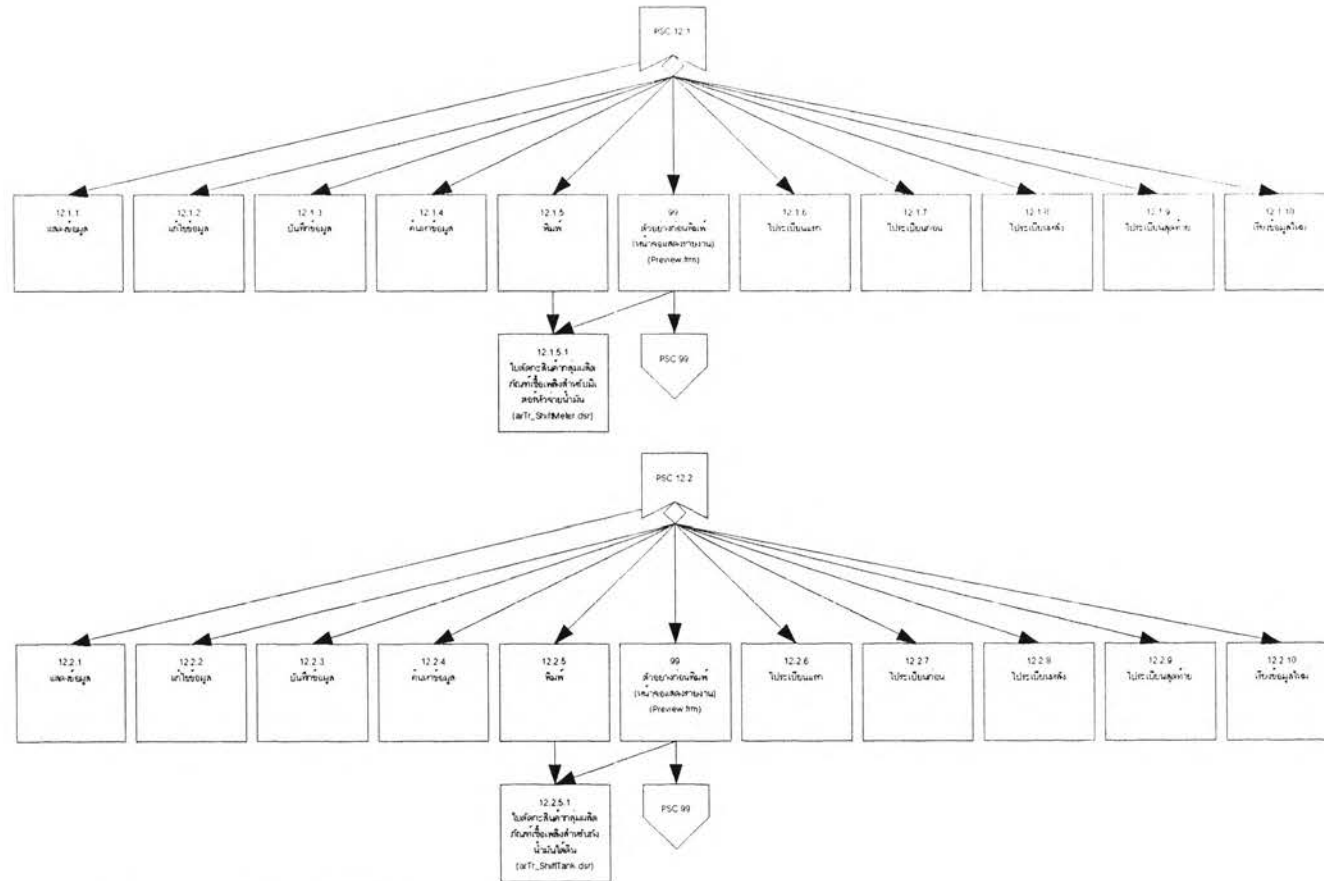 PSC 12.1
12.1.1
แสดงข้อมูล
12.1.2
แก้ไขข้อมูล
12.1.3
บันทึกข้อมูล
12.1.4
ค้นหาข้อมูล
12.1.5
พิมพ์
99
ตัวอย่างก่อนพิมพ์
(หน้าจอแสดงรายงาน)
(Preview.frm)
12.1.6
ไประเบียนแรก
12.1.7
ไประเบียนก่อน
12.1.8
ไประเบียนหลัง
12.1.9
ไประเบียนสุดท้าย
12.1.10
เรียงข้อมูลใหม่
12.1.5.1
ใบตัดกะสินค้ากลุ่มผลิต
ภัณฑ์เชื้อเพลิงสำหรับมิเ
ตอร์หัวจ่ายน้ำมัน
(arTr_ShiftMeter.dsr)
PSC 99
PSC 12.2
12.2.1
แสดงข้อมูล
12.2.2
แก้ไขข้อมูล
12.2.3
บันทึกข้อมูล
12.2.4
ค้นหาข้อมูล
12.2.5
พิมพ์
99
ตัวอย่างก่อนพิมพ์
(หน้าจอแสดงรายงาน)
(Preview.frm)
12.2.6
ไประเบียนแรก
12.2.7
ไประเบียนก่อน
12.2.8
ไประเบียนหลัง
12.2.9
ไประเบียนสุดท้าย
12.2.10
เรียงข้อมูลใหม่
12.2.5.1
ใบตัดกะสินค้ากลุ่มผลิต
ภัณฑ์เชื้อเพลิงสำหรับถัง
น้ำมันใต้ดิน
(arTr_ShiftTank.dsr)
PSC 99